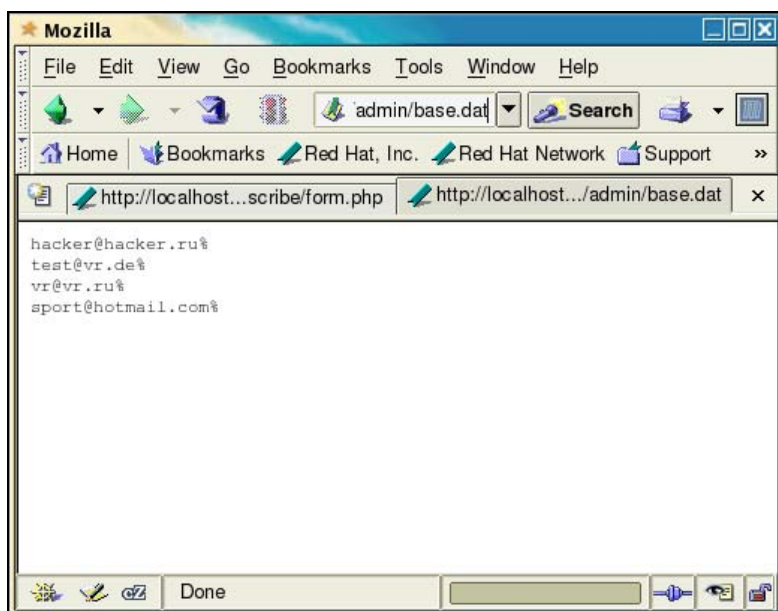 Mozilla
File Edit View Go Bookmarks Tools Window Help
admin/base.dat Search
Home Bookmarks Red Hat, Inc. Red Hat Network Support »
http://localhost...scribe/form.php http://localhost.../admin/base.dat
hacker@hacker.ru%
test@vr.de%
vr@vr.ru%
sport@hotmail.com%
Done